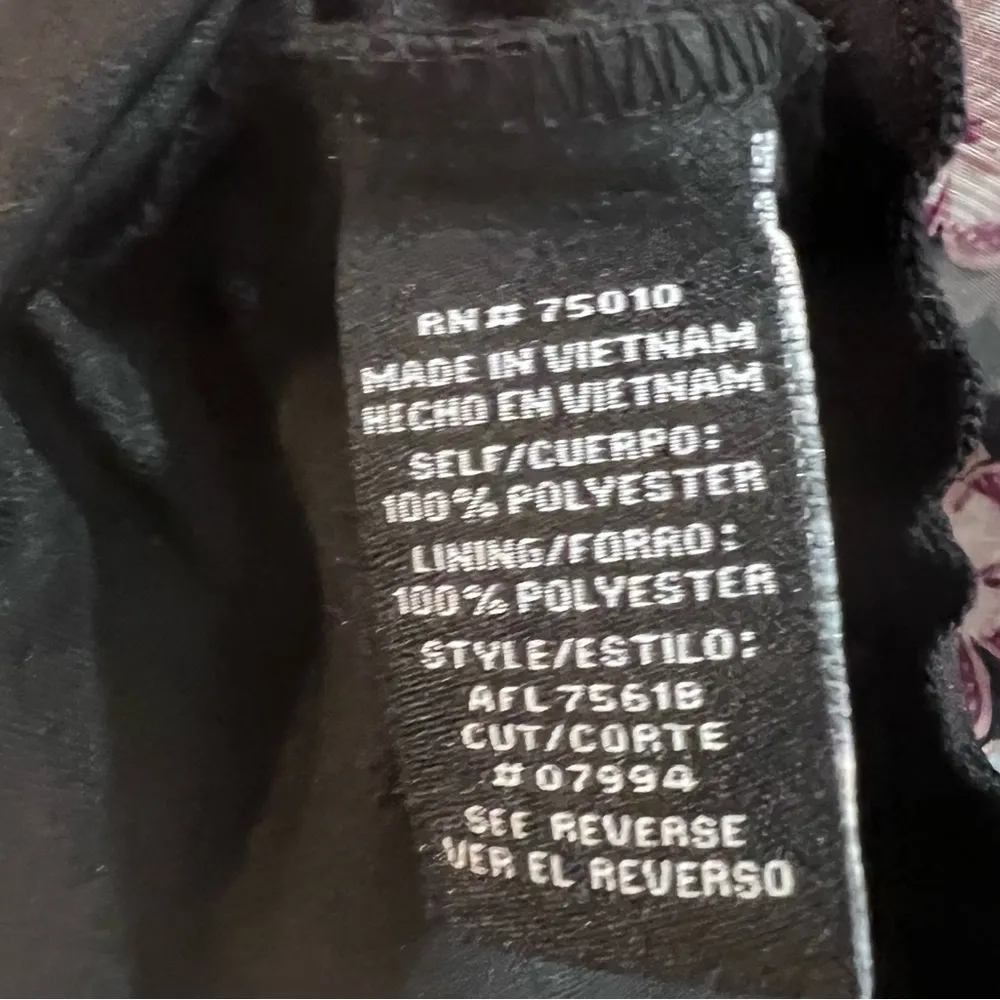 RN# 75010
MADE IN VIETNAM
HECHO EN VIETNAM
SELF/CUERPO:
100% POLYESTER
LINING/FORRO:
100% POLYESTER
STYLE/ESTILO:
AFL7561B
CUT/CORTE
#07994
SEE REVERSE
VER EL REVERSO